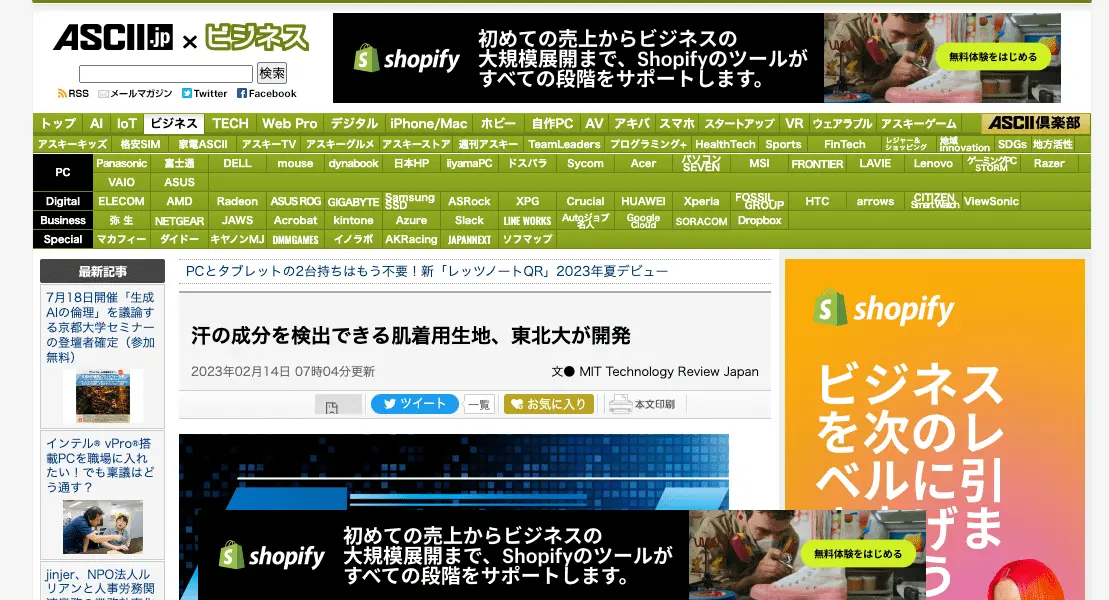 ASCII.jp × ビジネス
検索
RSS メールマガジン Twitter Facebook
shopify
初めての売上からビジネスの
大規模展開まで、Shopifyのツールが
すべての段階をサポートします。
無料体験をはじめる
トップ AI IoT ビジネス TECH Web Pro デジタル iPhone/Mac ホビー 自作PC AV アキバ スマホ スタートアップ VR ウェアラブル アスキーゲーム ASCII倶楽部
アスキーキッズ 格安SIM 家電ASCII アスキーTV アスキーグルメ アスキーストア 週刊アスキー TeamLeaders プログラミング+ HealthTech Sports FinTech レジャー&ショッピング 地域innovation SDGs 地方活性
PC Panasonic 富士通 DELL mouse dynabook 日本HP iiyamaPC ドスパラ Sycom Acer パソコンSEVEN MSI FRONTIER LAVIE Lenovo ゲーミングPC STORM Razer
VAIO ASUS
Digital ELECOM AMD Radeon ASUS ROG GIGABYTE Samsung SSD ASRock XPG Crucial HUAWEI Xperia FOSSIL GROUP HTC arrows CITIZEN SmartWatch ViewSonic
Business 弥生 NETGEAR JAWS Acrobat kintone Azure Slack LINE WORKS Autoジョブ名人 Google Cloud SORACOM Dropbox
Special マカフィー ダイドー キヤノンMJ DMMGAMES イノラボ AKRacing JAPANNEXT ソフマップ
最新記事
7月18日開催「生成
AIの倫理」を議論す
る京都大学セミナー
の登壇者確定（参加
無料）
インテル® vPro®搭
載PCを職場に入れ
たい！でも稟議はど
う通す？
jinjer、NPO法人ル
リアンと人事労務関
PCとタブレットの2台持ちはもう不要！新「レッツノートQR」2023年夏デビュー
汗の成分を検出できる肌着用生地、東北大が開発
2023年02月14日 07時04分更新
文● MIT Technology Review Japan
ツイート 一覧 お気に入り 本文印刷
shopify
初めての売上からビジネスの
大規模展開まで、Shopifyのツールが
すべての段階をサポートします。
無料体験をはじめる
shopify
ビジネス
を次のレ
ベルに引
げ
う
ま